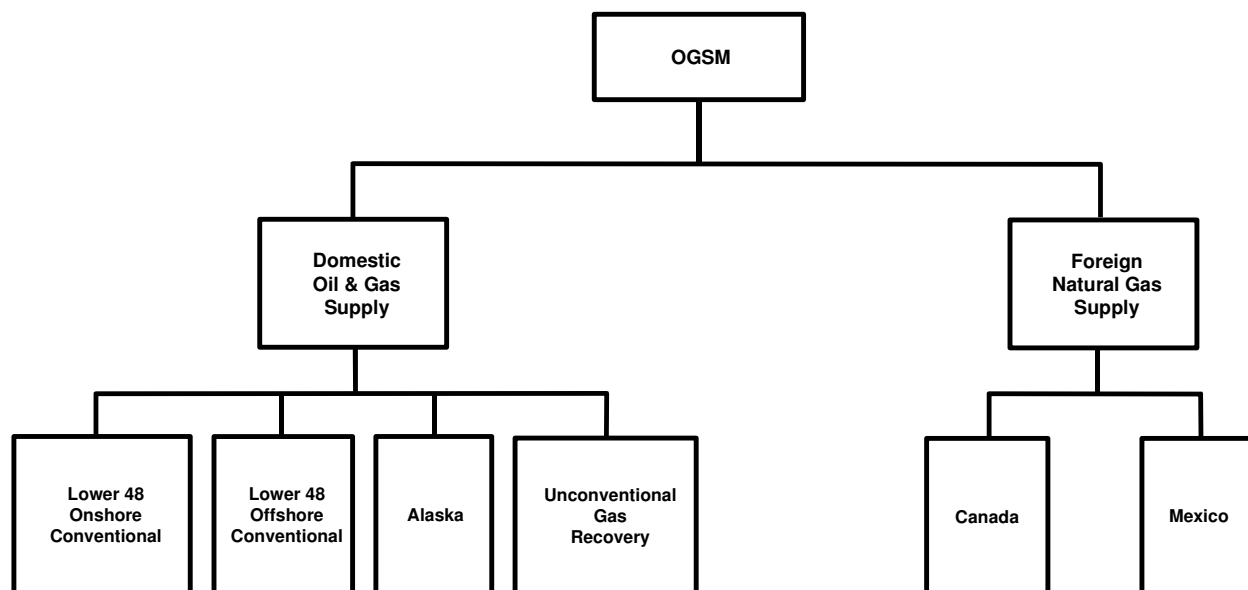 OGSM
Domestic
Oil & Gas
Supply
Foreign
Natural Gas
Supply
Lower 48
Onshore
Conventional
Lower 48
Offshore
Conventional
Alaska
Unconventional
Gas
Recovery
Canada
Mexico